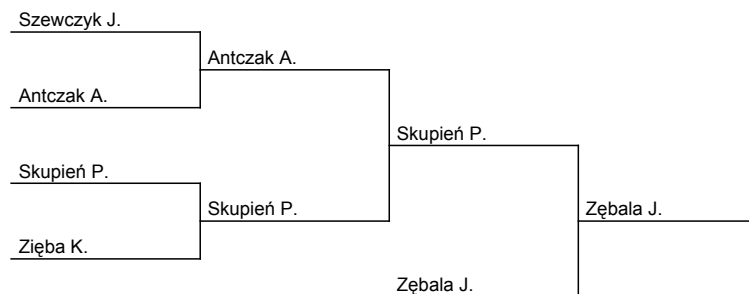 Szewczyk J.
Antczak A.
Antczak A.
Skupień P.
Skupień P.
Skupień P.
Zębala J.
Zięba K.
Zębala J.